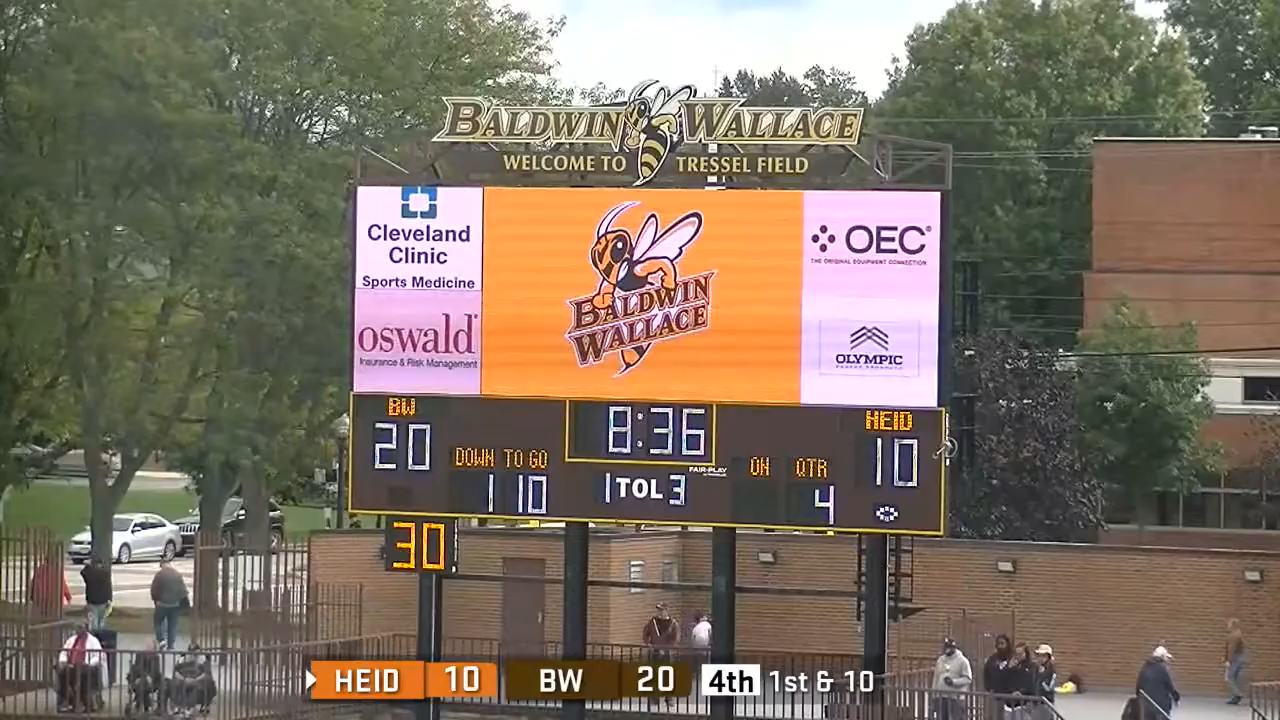 BALDWIN WALLACE
WELCOME TO TRESSEL FIELD
Cleveland
Clinic
Sports Medicine
oswald
Insurance & Risk Management
BALDWIN
WALLACE
OEC
THE ORIGINAL EQUIPMENT CONNECTION
OLYMPIC
BW
20
DOWN TO GO
1 10
8:36
FAIR-PLAY
1 TOL 3
ON QTR
4
HEID
10
30
HEID 10 BW 20 4th 1st & 10